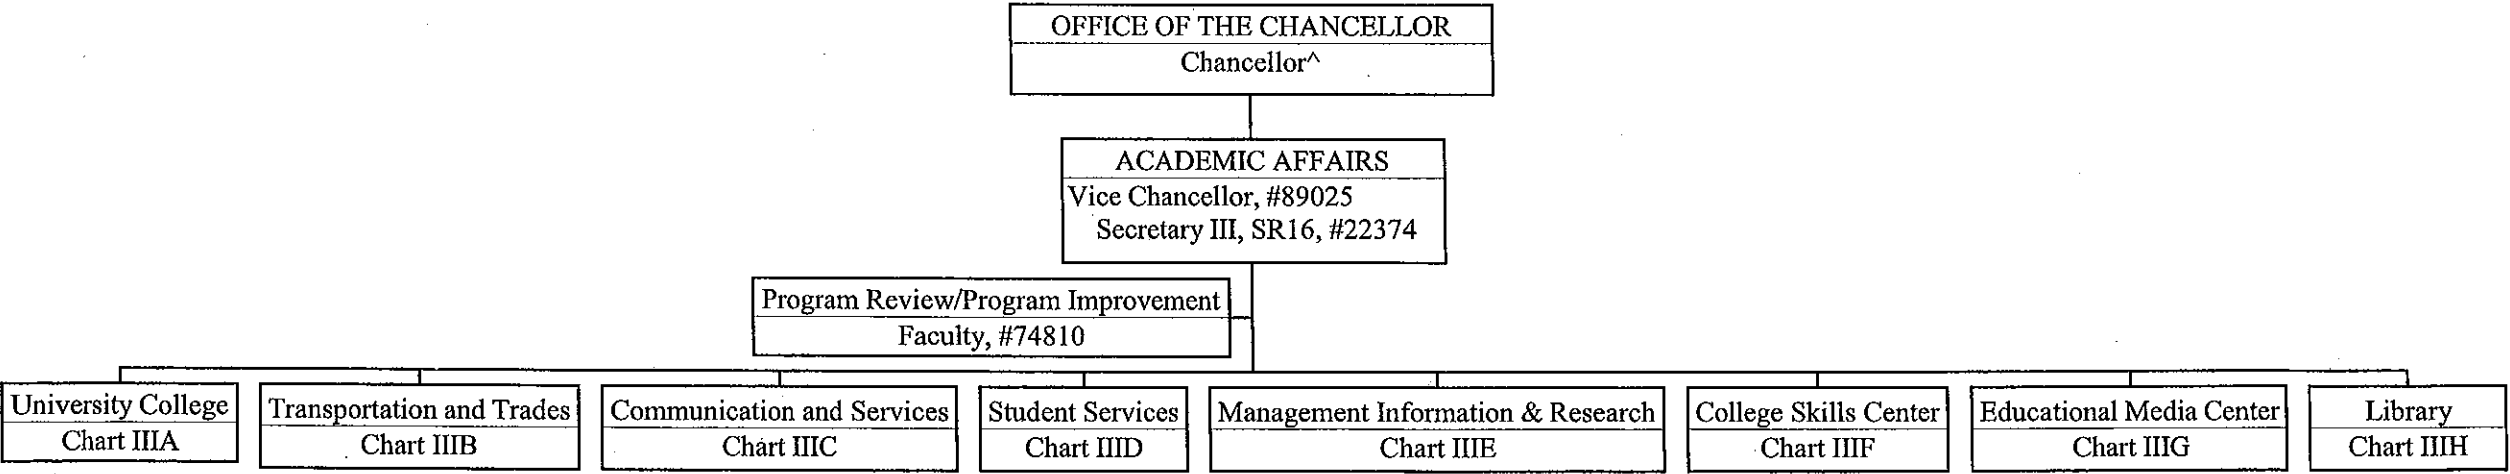 OFFICE OF THE CHANCELLOR
Chancellor^
ACADEMIC AFFAIRS
Vice Chancellor, #89025
Secretary III, SR16, #22374
Program Review/Program Improvement
Faculty, #74810
University College
Chart IIIA
Transportation and Trades
Chart IIIB
Communication and Services
Chart IIIC
Student Services
Chart IIID
Management Information & Research
Chart IIIE
College Skills Center
Chart IIIF
Educational Media Center
Chart IIIG
Library
Chart IIIH